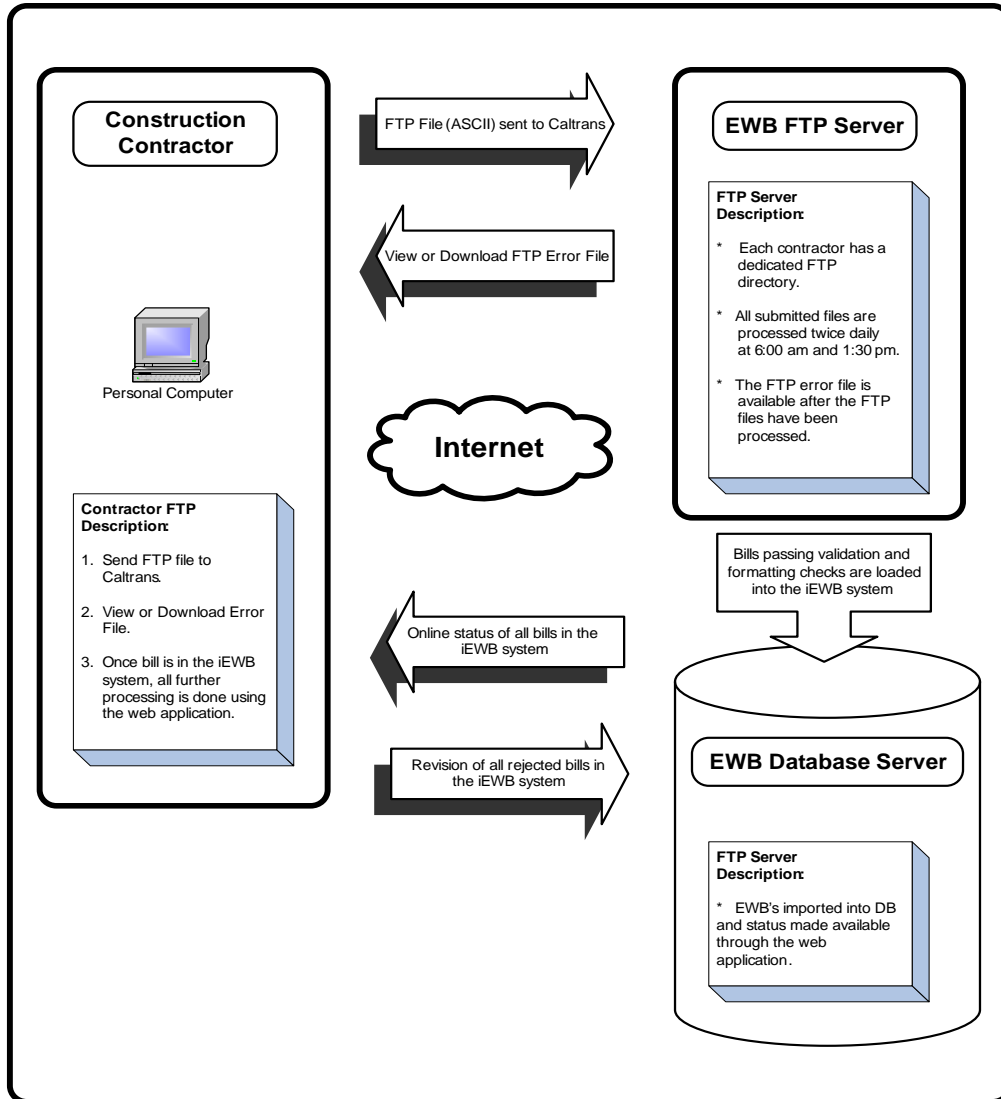 Construction
Contractor
FTP File (ASCII) sent to Caltrans
EWB FTP Server
FTP Server
Description:
* Each contractor has a
dedicated FTP
directory.
* All submitted files are
processed twice daily
at 6:00 am and 1:30 pm.
* The FTP error file is
available after the FTP
files have been
processed.
View or Download FTP Error File
Personal Computer
Internet
Contractor FTP
Description:
1. Send FTP file to
Caltrans.
2. View or Download Error
File.
3. Once bill is in the iEWB
system, all further
processing is done using
the web application.
Bills passing validation and
formatting checks are loaded
into the iEWB system
Online status of all bills in the
iEWB system
Revision of all rejected bills in
the iEWB system
EWB Database Server
FTP Server
Description:
* EWB's imported into DB
and status made available
through the web
application.